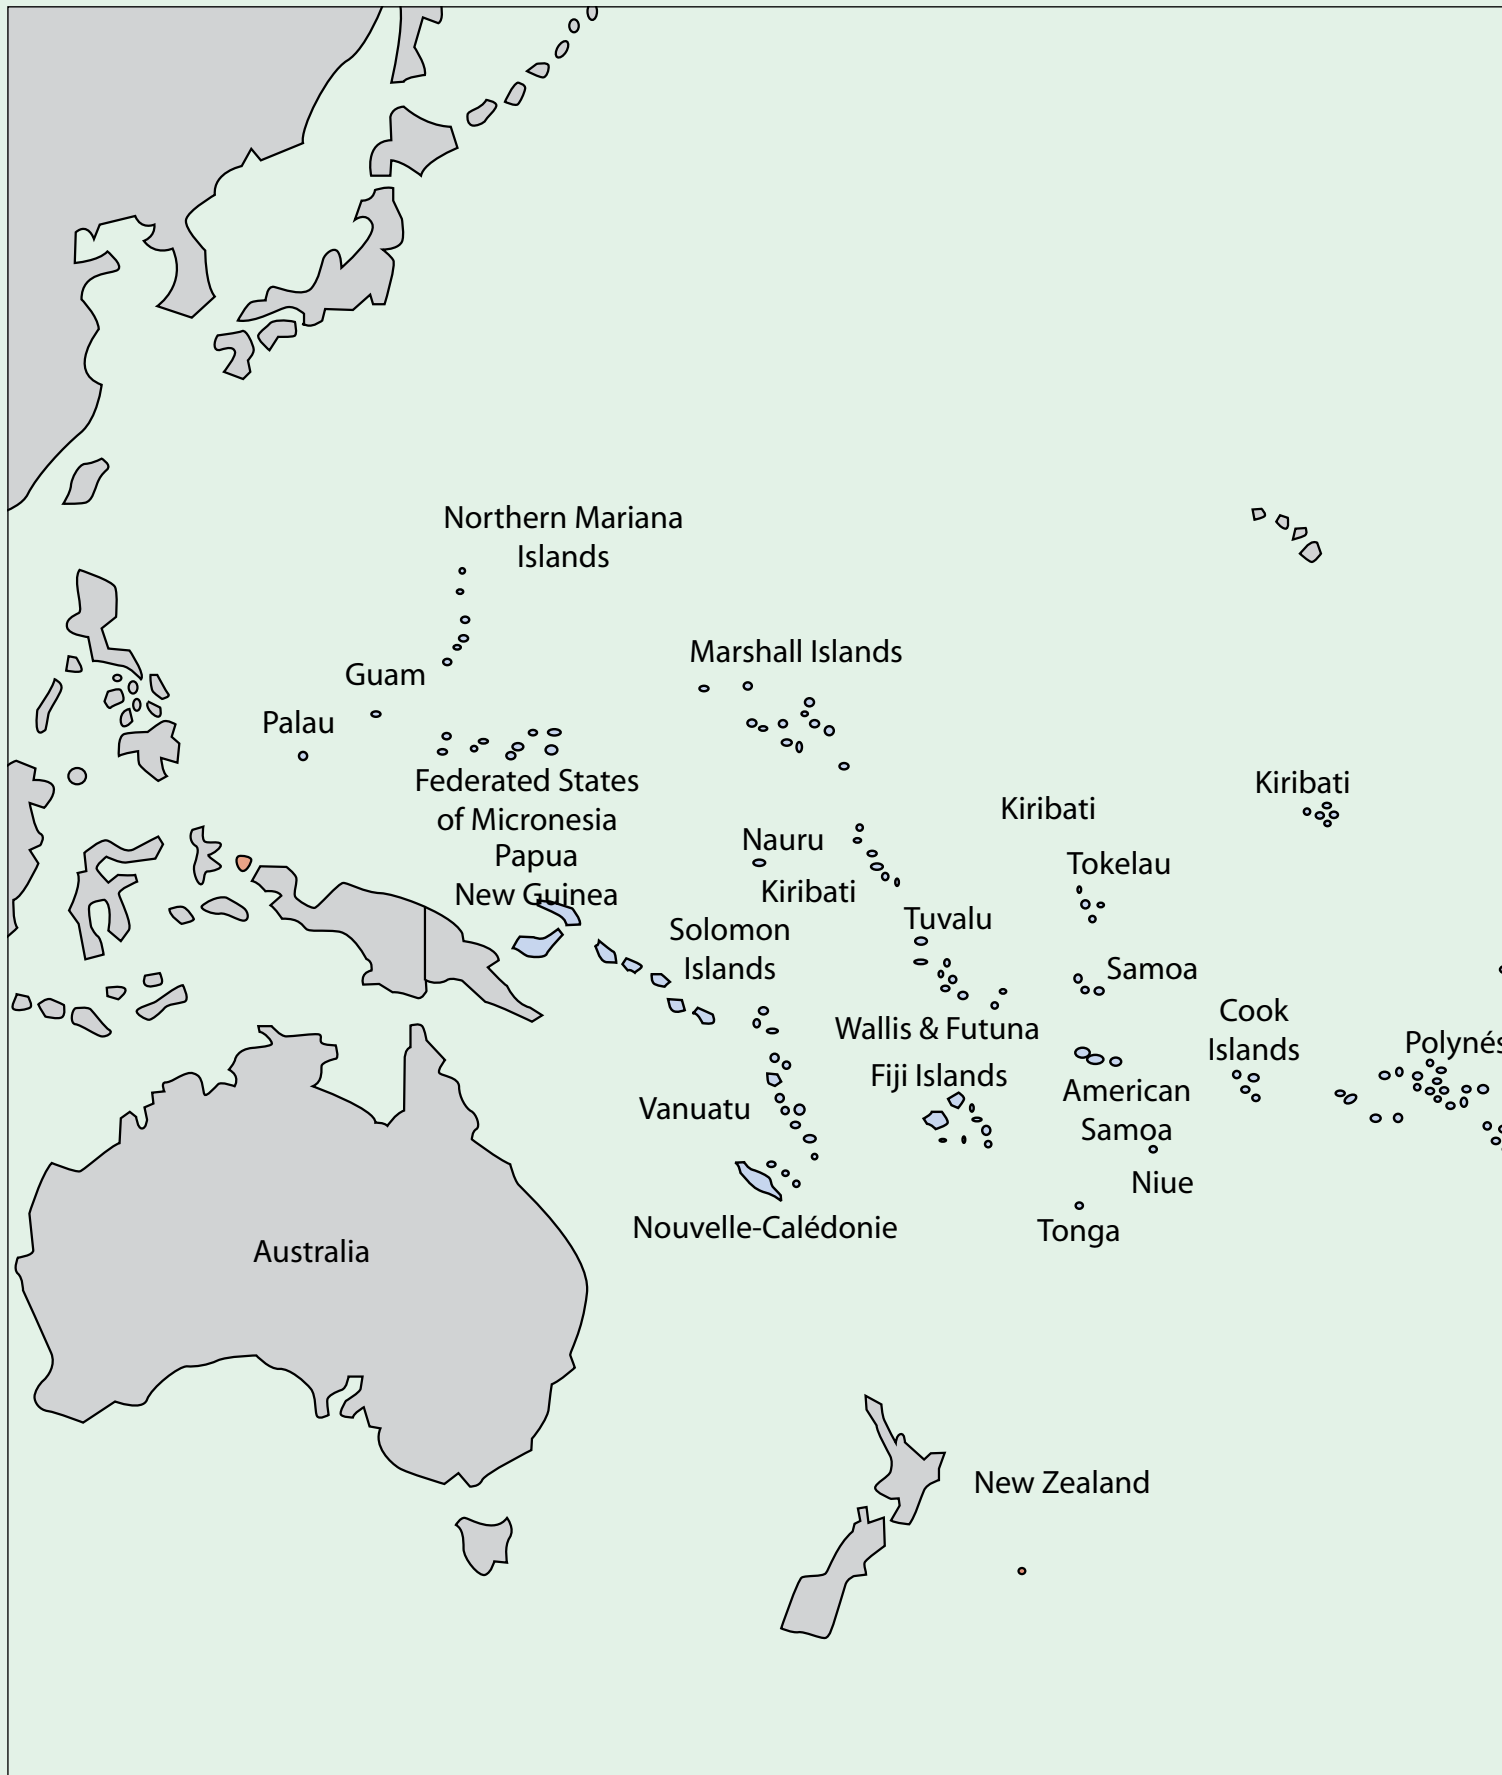 Northern Mariana
Islands
Marshall Islands
Guam
Palau
Federated States
of Micronesia
Kiribati
Kiribati
Nauru
Papua
New Guinea
Kiribati
Tokelau
Tuvalu
Solomon
Islands
Samoa
Wallis & Futuna
Cook
Islands
Polynés
Fiji Islands
American
Samoa
Vanuatu
Niue
Nouvelle-Calédonie
Tonga
Australia
New Zealand